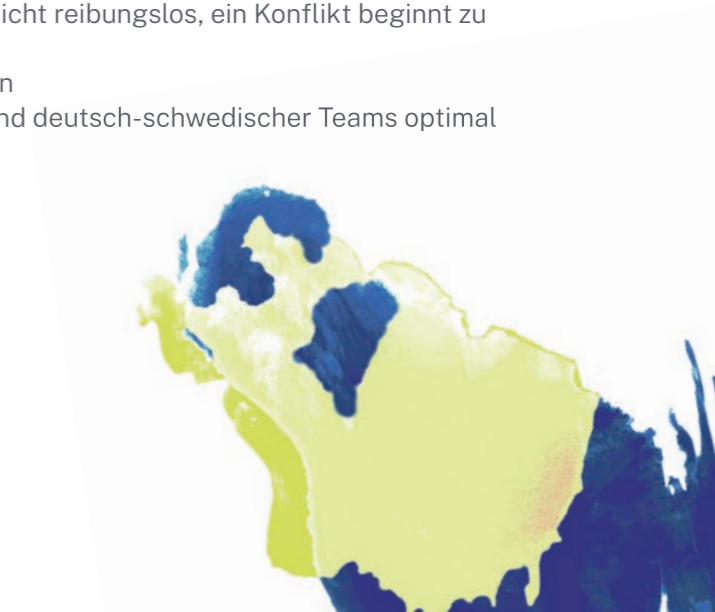 icht reibungslos, ein Konflikt beginnt zu
n
nd deutsch-schwedischer Teams optimal